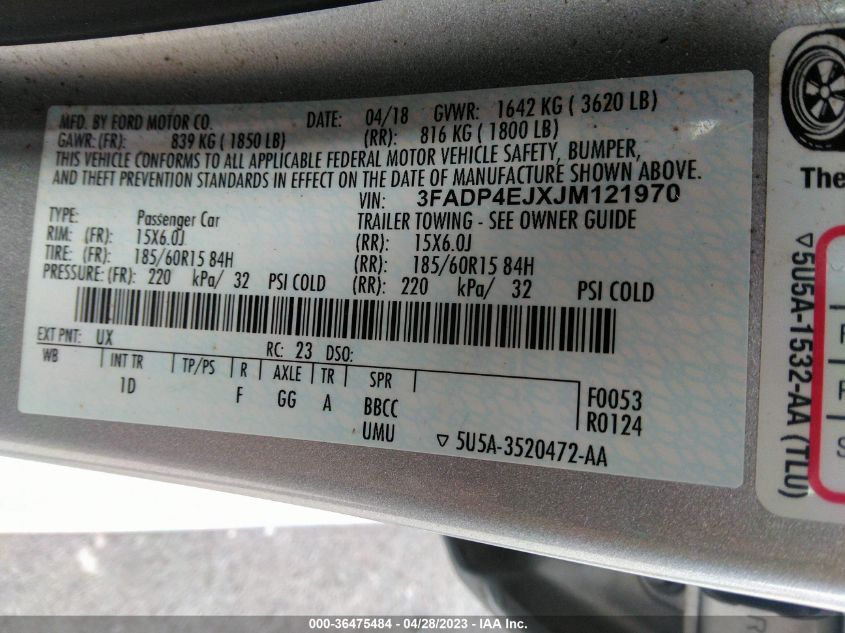 MFD. BY FORD MOTOR CO. DATE: 04/18 GVWR: 1642 KG ( 3620 LB)
GAWR: (FR): 839 KG ( 1850 LB) (RR): 816 KG ( 1800 LB)
THIS VEHICLE CONFORMS TO ALL APPLICABLE FEDERAL MOTOR VEHICLE SAFETY, BUMPER,
AND THEFT PREVENTION STANDARDS IN EFFECT ON THE DATE OF MANUFACTURE SHOWN ABOVE.
VIN: 3FADP4EJXJM121970
TYPE: Passenger Car TRAILER TOWING - SEE OWNER GUIDE
RIM: (FR): 15X6.0J (RR): 15X6.0J
TIRE: (FR): 185/60R15 84H (RR): 185/60R15 84H
PRESSURE: (FR): 220 kPa/ 32 PSI COLD (RR): 220 kPa/ 32 PSI COLD
EXT PNT: UX RC: 23 DSO:
WB INT TR TP/PS R AXLE TR SPR
1D F GG A BBCC F0053
UMU R0124
▽ 5U5A-3520472-AA
The
▽5U5A-1532-AA (TLU)
000-36475484 - 04/28/2023 - © IAA Inc.